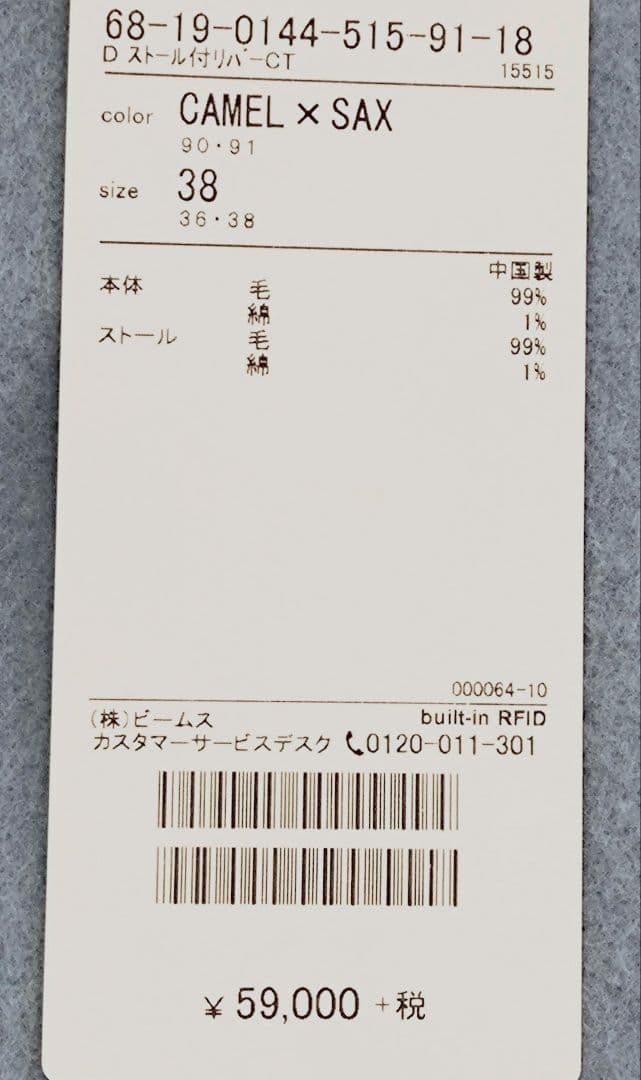 68-19-0144-515-91-18
D ストール付リバーCT
15515
color CAMEL × SAX
90・91
size 38
36・38
中国製
本体 毛 99%
綿 1%
ストール 毛 99%
綿 1%
000064-10
(株)ビームス built-in RFID
カスタマーサービスデスク 0120-011-301
¥ 59,000 +税